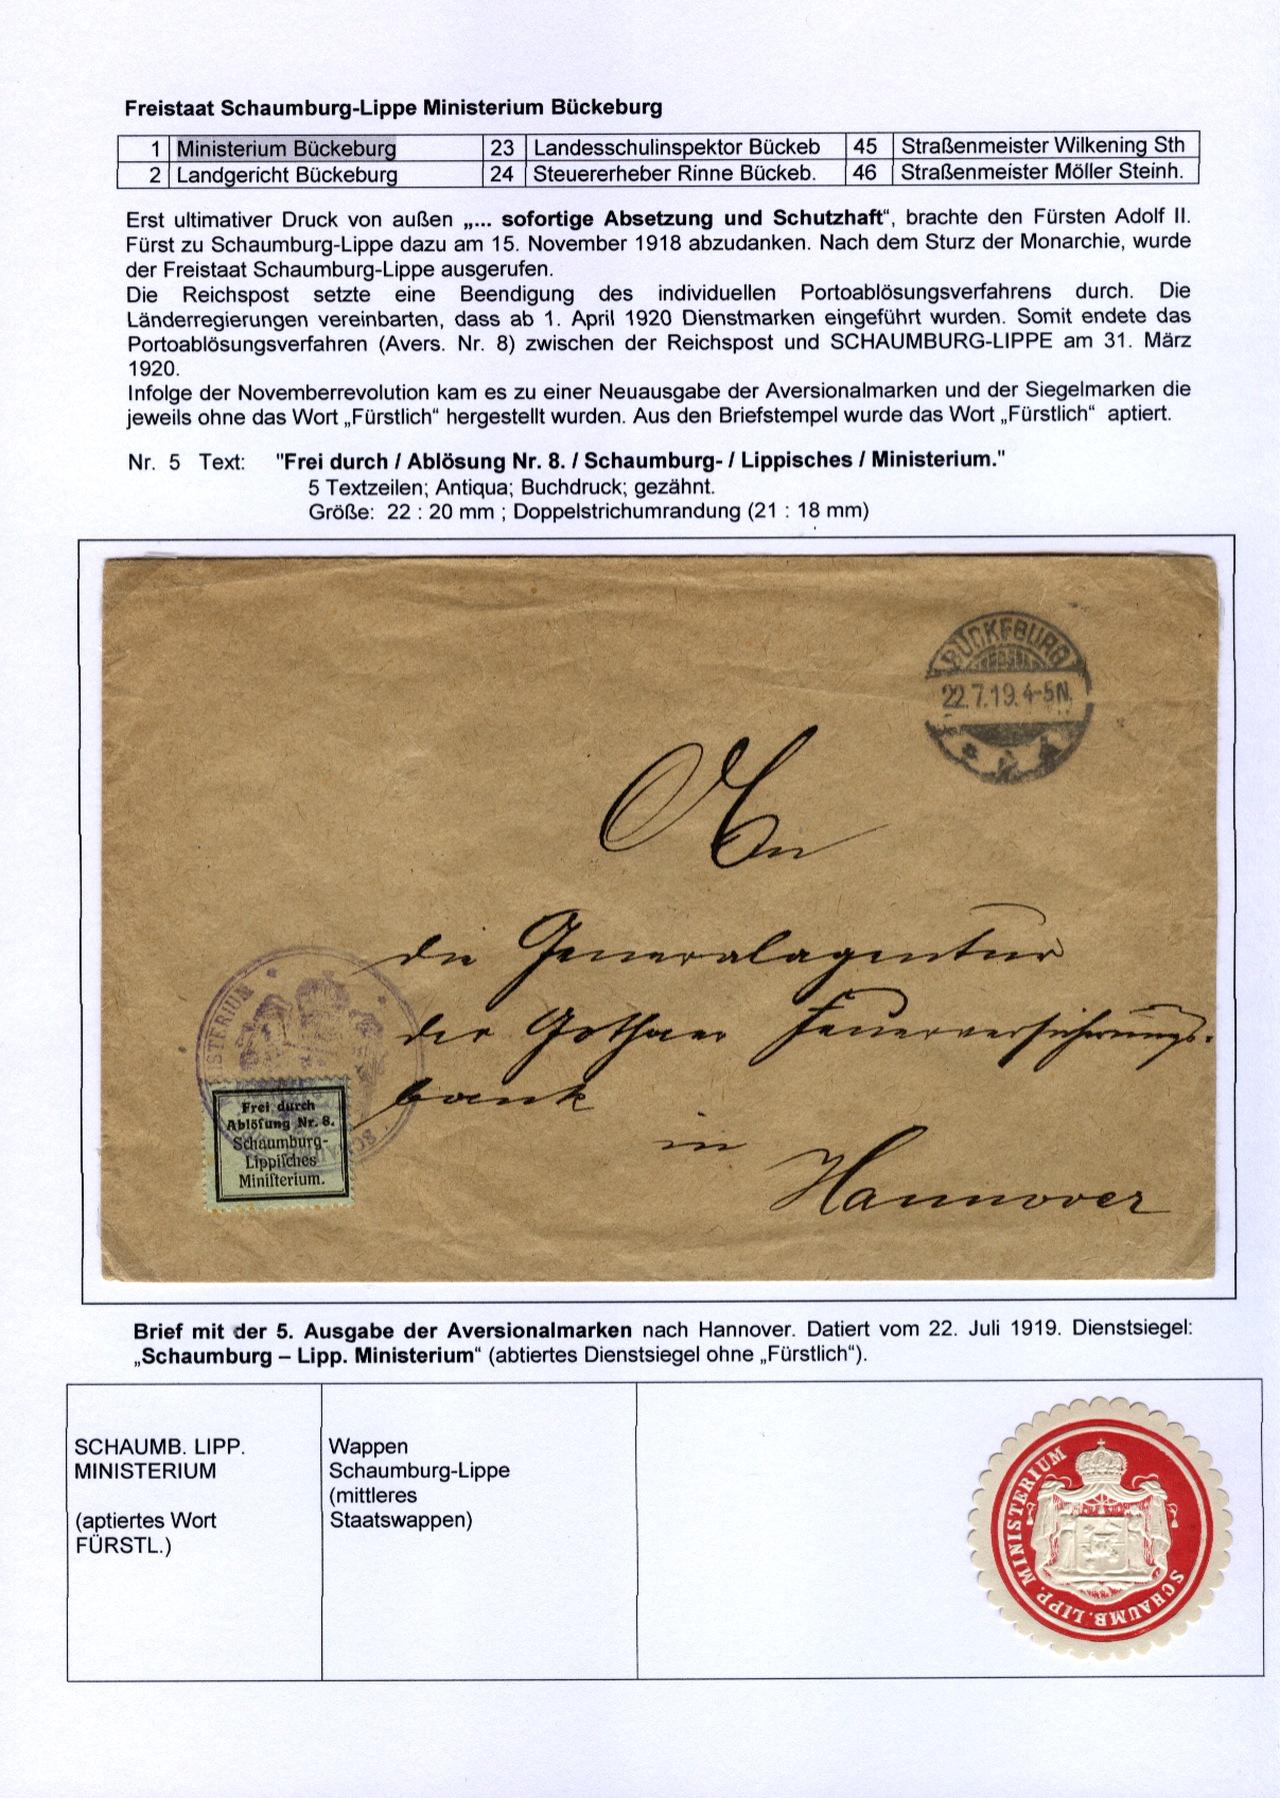 Freistaat Schaumburg-Lippe Ministerium Bückeburg
1 Ministerium Bückeburg 23 Landesschulinspektor Bückeb 45 Straßenmeister Wilkening Sth
2 Landgericht Bückeburg 24 Steuererheber Rinne Bückeb. 46 Straßenmeister Möller Steinh.
Erst ultimativer Druck von außen „... sofortige Absetzung und Schutzhaft“, brachte den Fürsten Adolf II.
Fürst zu Schaumburg-Lippe dazu am 15. November 1918 abzudanken. Nach dem Sturz der Monarchie, wurde
der Freistaat Schaumburg-Lippe ausgerufen.
Die Reichspost setzte eine Beendigung des individuellen Portoablösungsverfahrens durch. Die
Länderregierungen vereinbarten, dass ab 1. April 1920 Dienstmarken eingeführt wurden. Somit endete das
Portoablösungsverfahren (Avers. Nr. 8) zwischen der Reichspost und SCHAUMBURG-LIPPE am 31. März
1920.
Infolge der Novemberrevolution kam es zu einer Neuausgabe der Aversionalmarken und der Siegelmarken die
jeweils ohne das Wort „Fürstlich“ hergestellt wurden. Aus den Briefstempel wurde das Wort „Fürstlich“ aptiert.
Nr. 5 Text: "Frei durch / Ablösung Nr. 8. / Schaumburg- / Lippisches / Ministerium."
5 Textzeilen; Antiqua; Buchdruck; gezähnt.
Größe: 22 : 20 mm ; Doppelstrichumrandung (21 : 18 mm)
BÜCKEBURG
22.7.19.4-5N.
An
die Generalagentur
der Gothaer Feuerversicherungs-
bank
in
Hannover
MINISTERIUM
Frei durch
Ablöſung Nr. 8.
Schaumburg-
Lippiſches
Miniſterium.
Brief mit der 5. Ausgabe der Aversionalmarken nach Hannover. Datiert vom 22. Juli 1919. Dienstsiegel:
„Schaumburg – Lipp. Ministerium“ (abtiertes Dienstsiegel ohne „Fürstlich“).
SCHAUMB. LIPP.
MINISTERIUM
(aptiertes Wort
FÜRSTL.)
Wappen
Schaumburg-Lippe
(mittleres
Staatswappen)
SCHAUMB. LIPP. MINISTERIUM